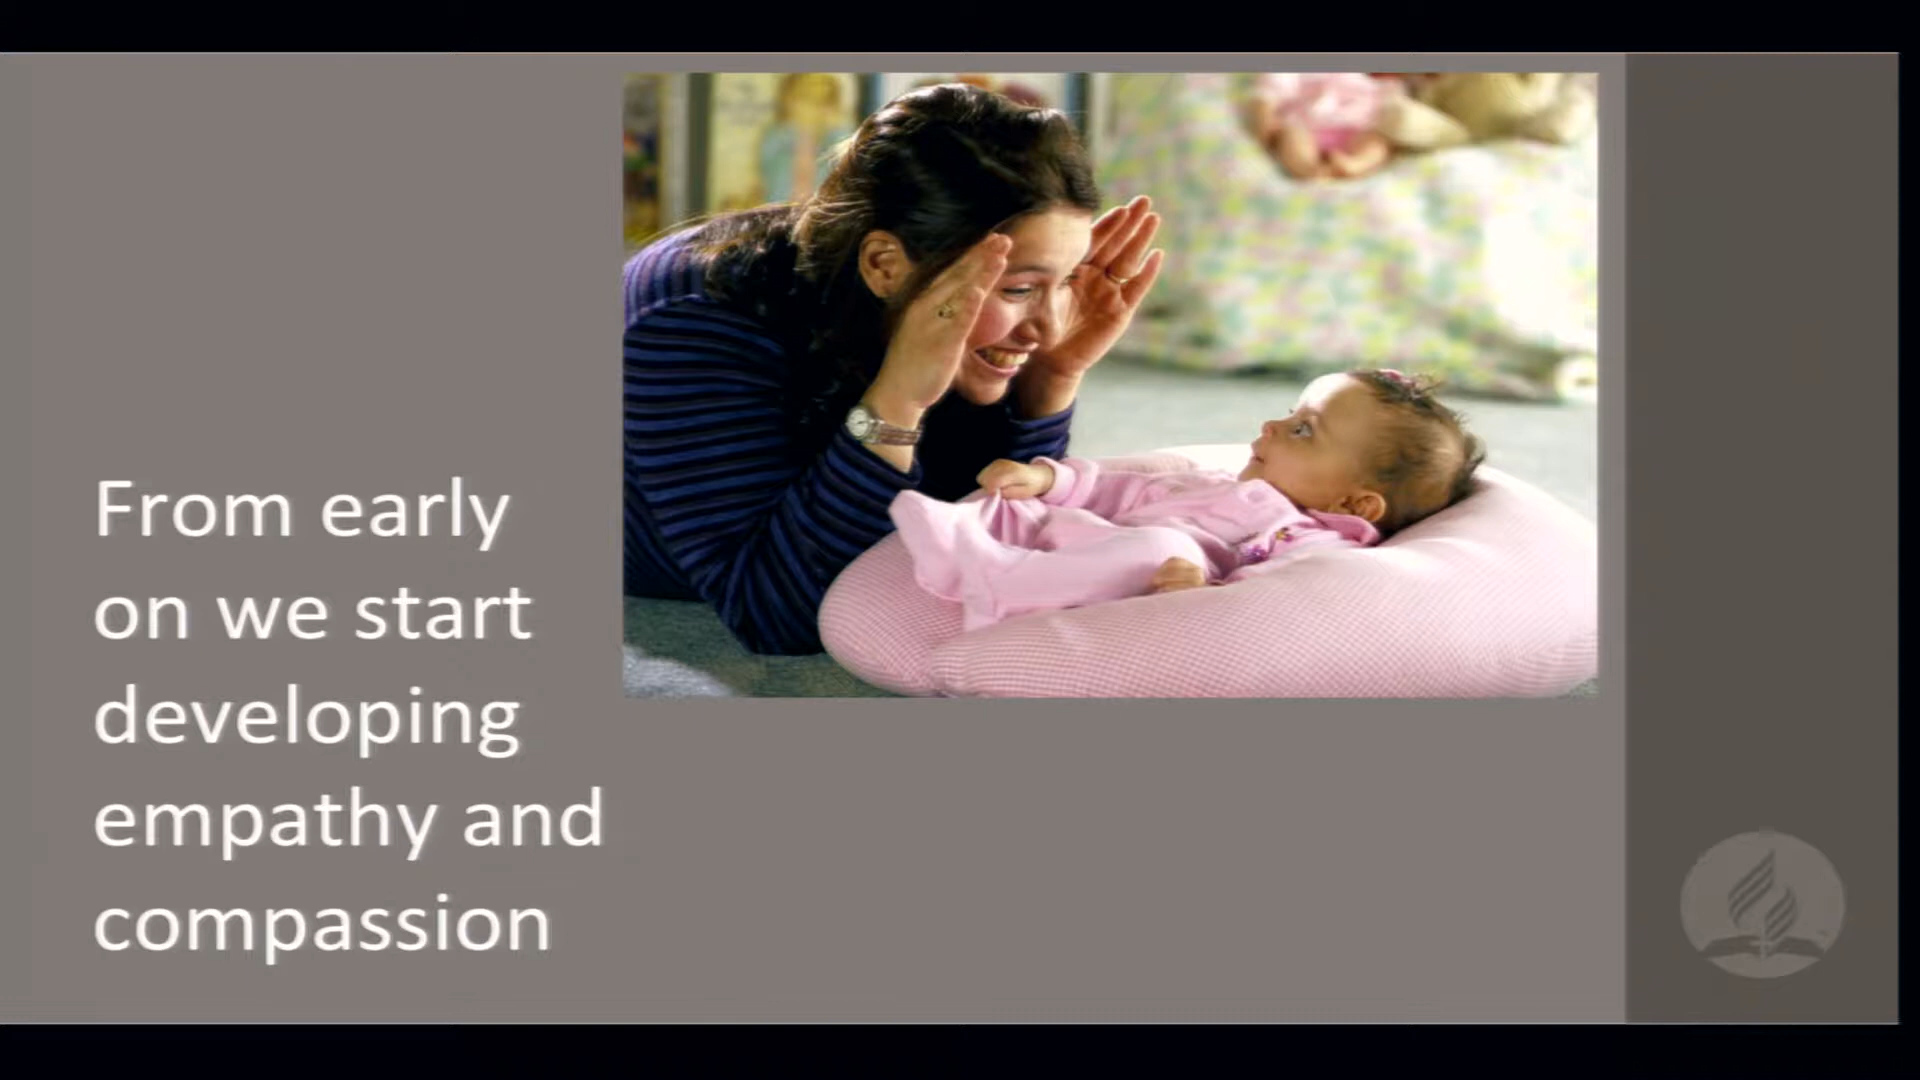 From early
on we start
developing
empathy and
compassion